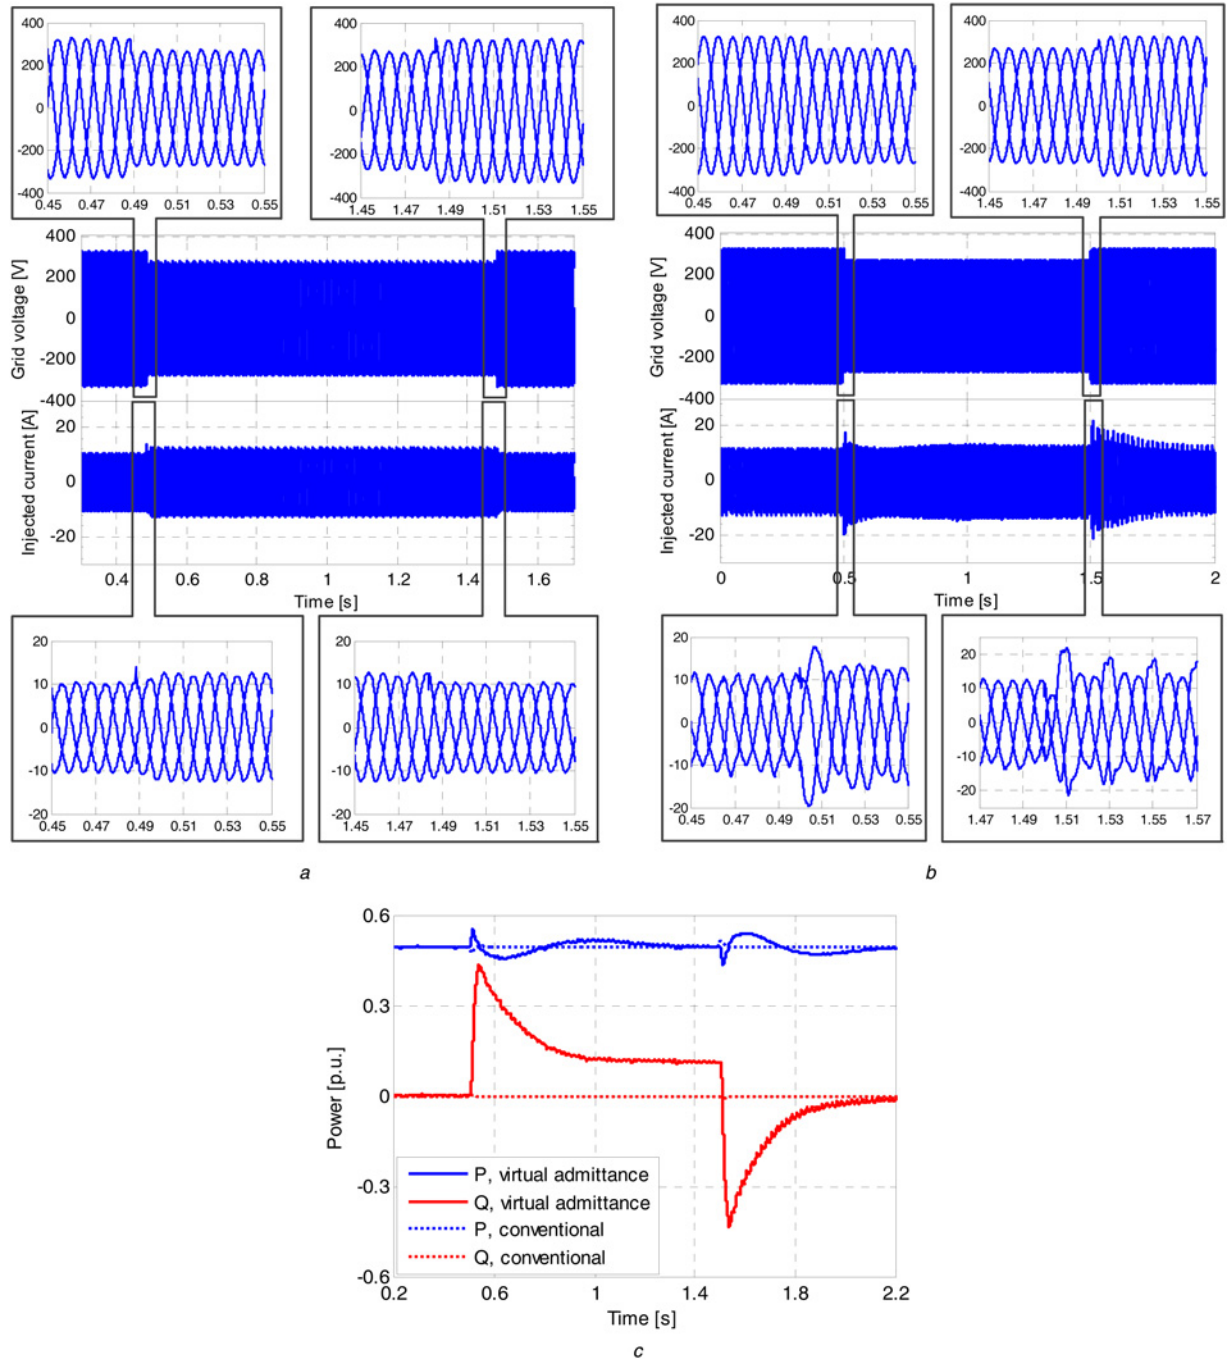 400
200
0
-200
-400
0.45 0.47 0.49 0.51 0.53 0.55
400
200
0
-200
-400
1.45 1.47 1.49 1.51 1.53 1.55
400
200
0
-200
-400
0.45 0.47 0.49 0.51 0.53 0.55
400
200
0
-200
-400
1.45 1.47 1.49 1.51 1.53 1.55
Grid voltage [V]
400
200
0
-200
-400
Injected current [A]
20
0
-20
0.4 0.6 0.8 1 1.2 1.4 1.6
Time [s]
Grid voltage [V]
400
200
0
-200
-400
Injected current [A]
20
0
-20
0 0.5 1 1.5 2
Time [s]
20
10
0
-10
-20
0.45 0.47 0.49 0.51 0.53 0.55
20
10
0
-10
-20
1.45 1.47 1.49 1.51 1.53 1.55
20
10
0
-10
-20
0.45 0.47 0.49 0.51 0.53 0.55
20
10
0
-10
-20
1.47 1.49 1.51 1.53 1.55 1.57
a
b
Power [p.u.]
0.6
0.3
0
-0.3
-0.6
P, virtual admittance
Q, virtual admittance
P, conventional
Q, conventional
0.2 0.6 1 1.4 1.8 2.2
Time [s]
c